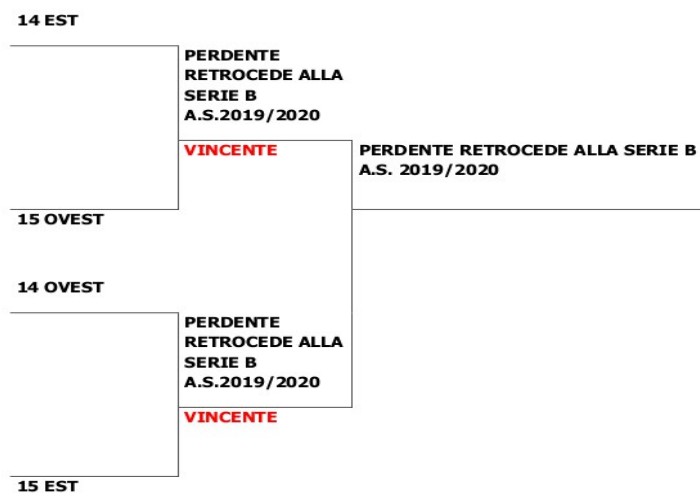 14 EST
PERDENTE
RETROCEDE ALLA
SERIE B
A.S.2019/2020
VINCENTE
PERDENTE RETROCEDE ALLA SERIE B
A.S. 2019/2020
15 OVEST
14 OVEST
PERDENTE
RETROCEDE ALLA
SERIE B
A.S.2019/2020
VINCENTE
15 EST